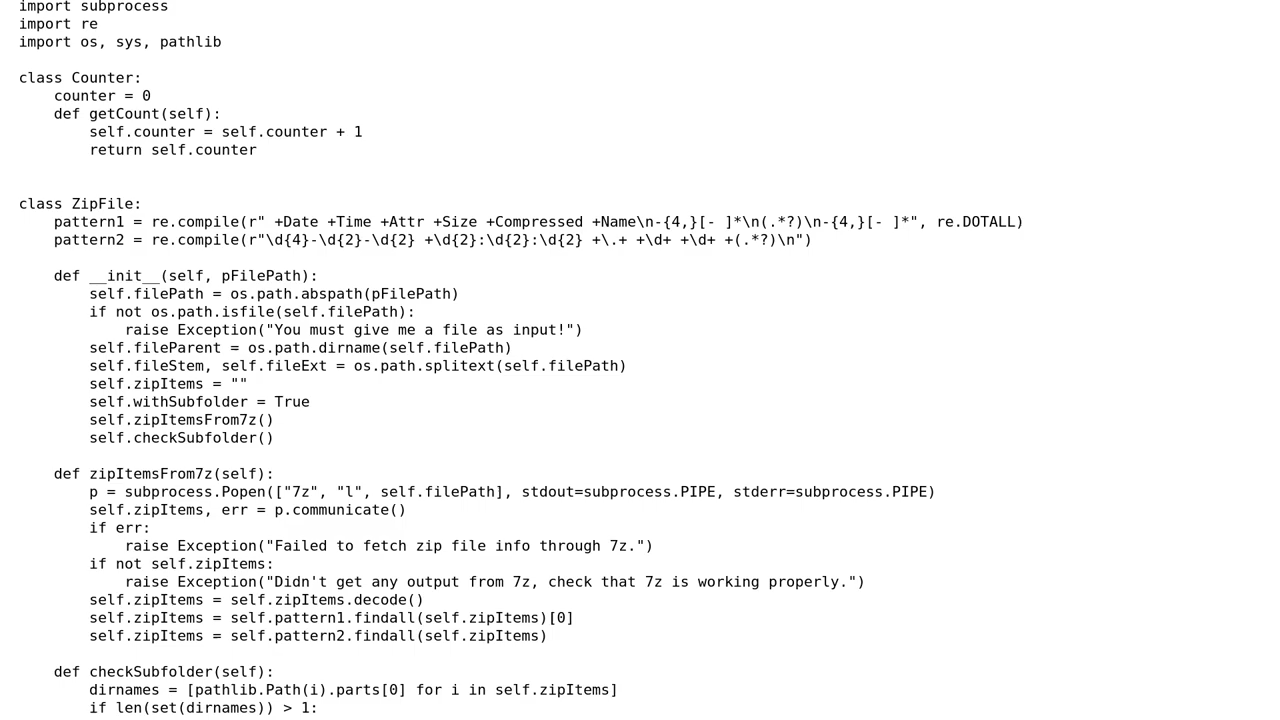 import subprocess
import re
import os, sys, pathlib

class Counter:
    counter = 0
    def getCount(self):
        self.counter = self.counter + 1
        return self.counter


class ZipFile:
    pattern1 = re.compile(r" +Date +Time +Attr +Size +Compressed +Name\n-{4,}[- ]*\n(.*?)\n-{4,}[- ]*", re.DOTALL)
    pattern2 = re.compile(r"\d{4}-\d{2}-\d{2} +\d{2}:\d{2}:\d{2} +\.+ +\d+ +\d+ +(.*?)\n")

    def __init__(self, pFilePath):
        self.filePath = os.path.abspath(pFilePath)
        if not os.path.isfile(self.filePath):
            raise Exception("You must give me a file as input!")
        self.fileParent = os.path.dirname(self.filePath)
        self.fileStem, self.fileExt = os.path.splitext(self.filePath)
        self.zipItems = ""
        self.withSubfolder = True
        self.zipItemsFrom7z()
        self.checkSubfolder()

    def zipItemsFrom7z(self):
        p = subprocess.Popen(["7z", "l", self.filePath], stdout=subprocess.PIPE, stderr=subprocess.PIPE)
        self.zipItems, err = p.communicate()
        if err:
            raise Exception("Failed to fetch zip file info through 7z.")
        if not self.zipItems:
            raise Exception("Didn't get any output from 7z, check that 7z is working properly.")
        self.zipItems = self.zipItems.decode()
        self.zipItems = self.pattern1.findall(self.zipItems)[0]
        self.zipItems = self.pattern2.findall(self.zipItems)

    def checkSubfolder(self):
        dirnames = [pathlib.Path(i).parts[0] for i in self.zipItems]
        if len(set(dirnames)) > 1: